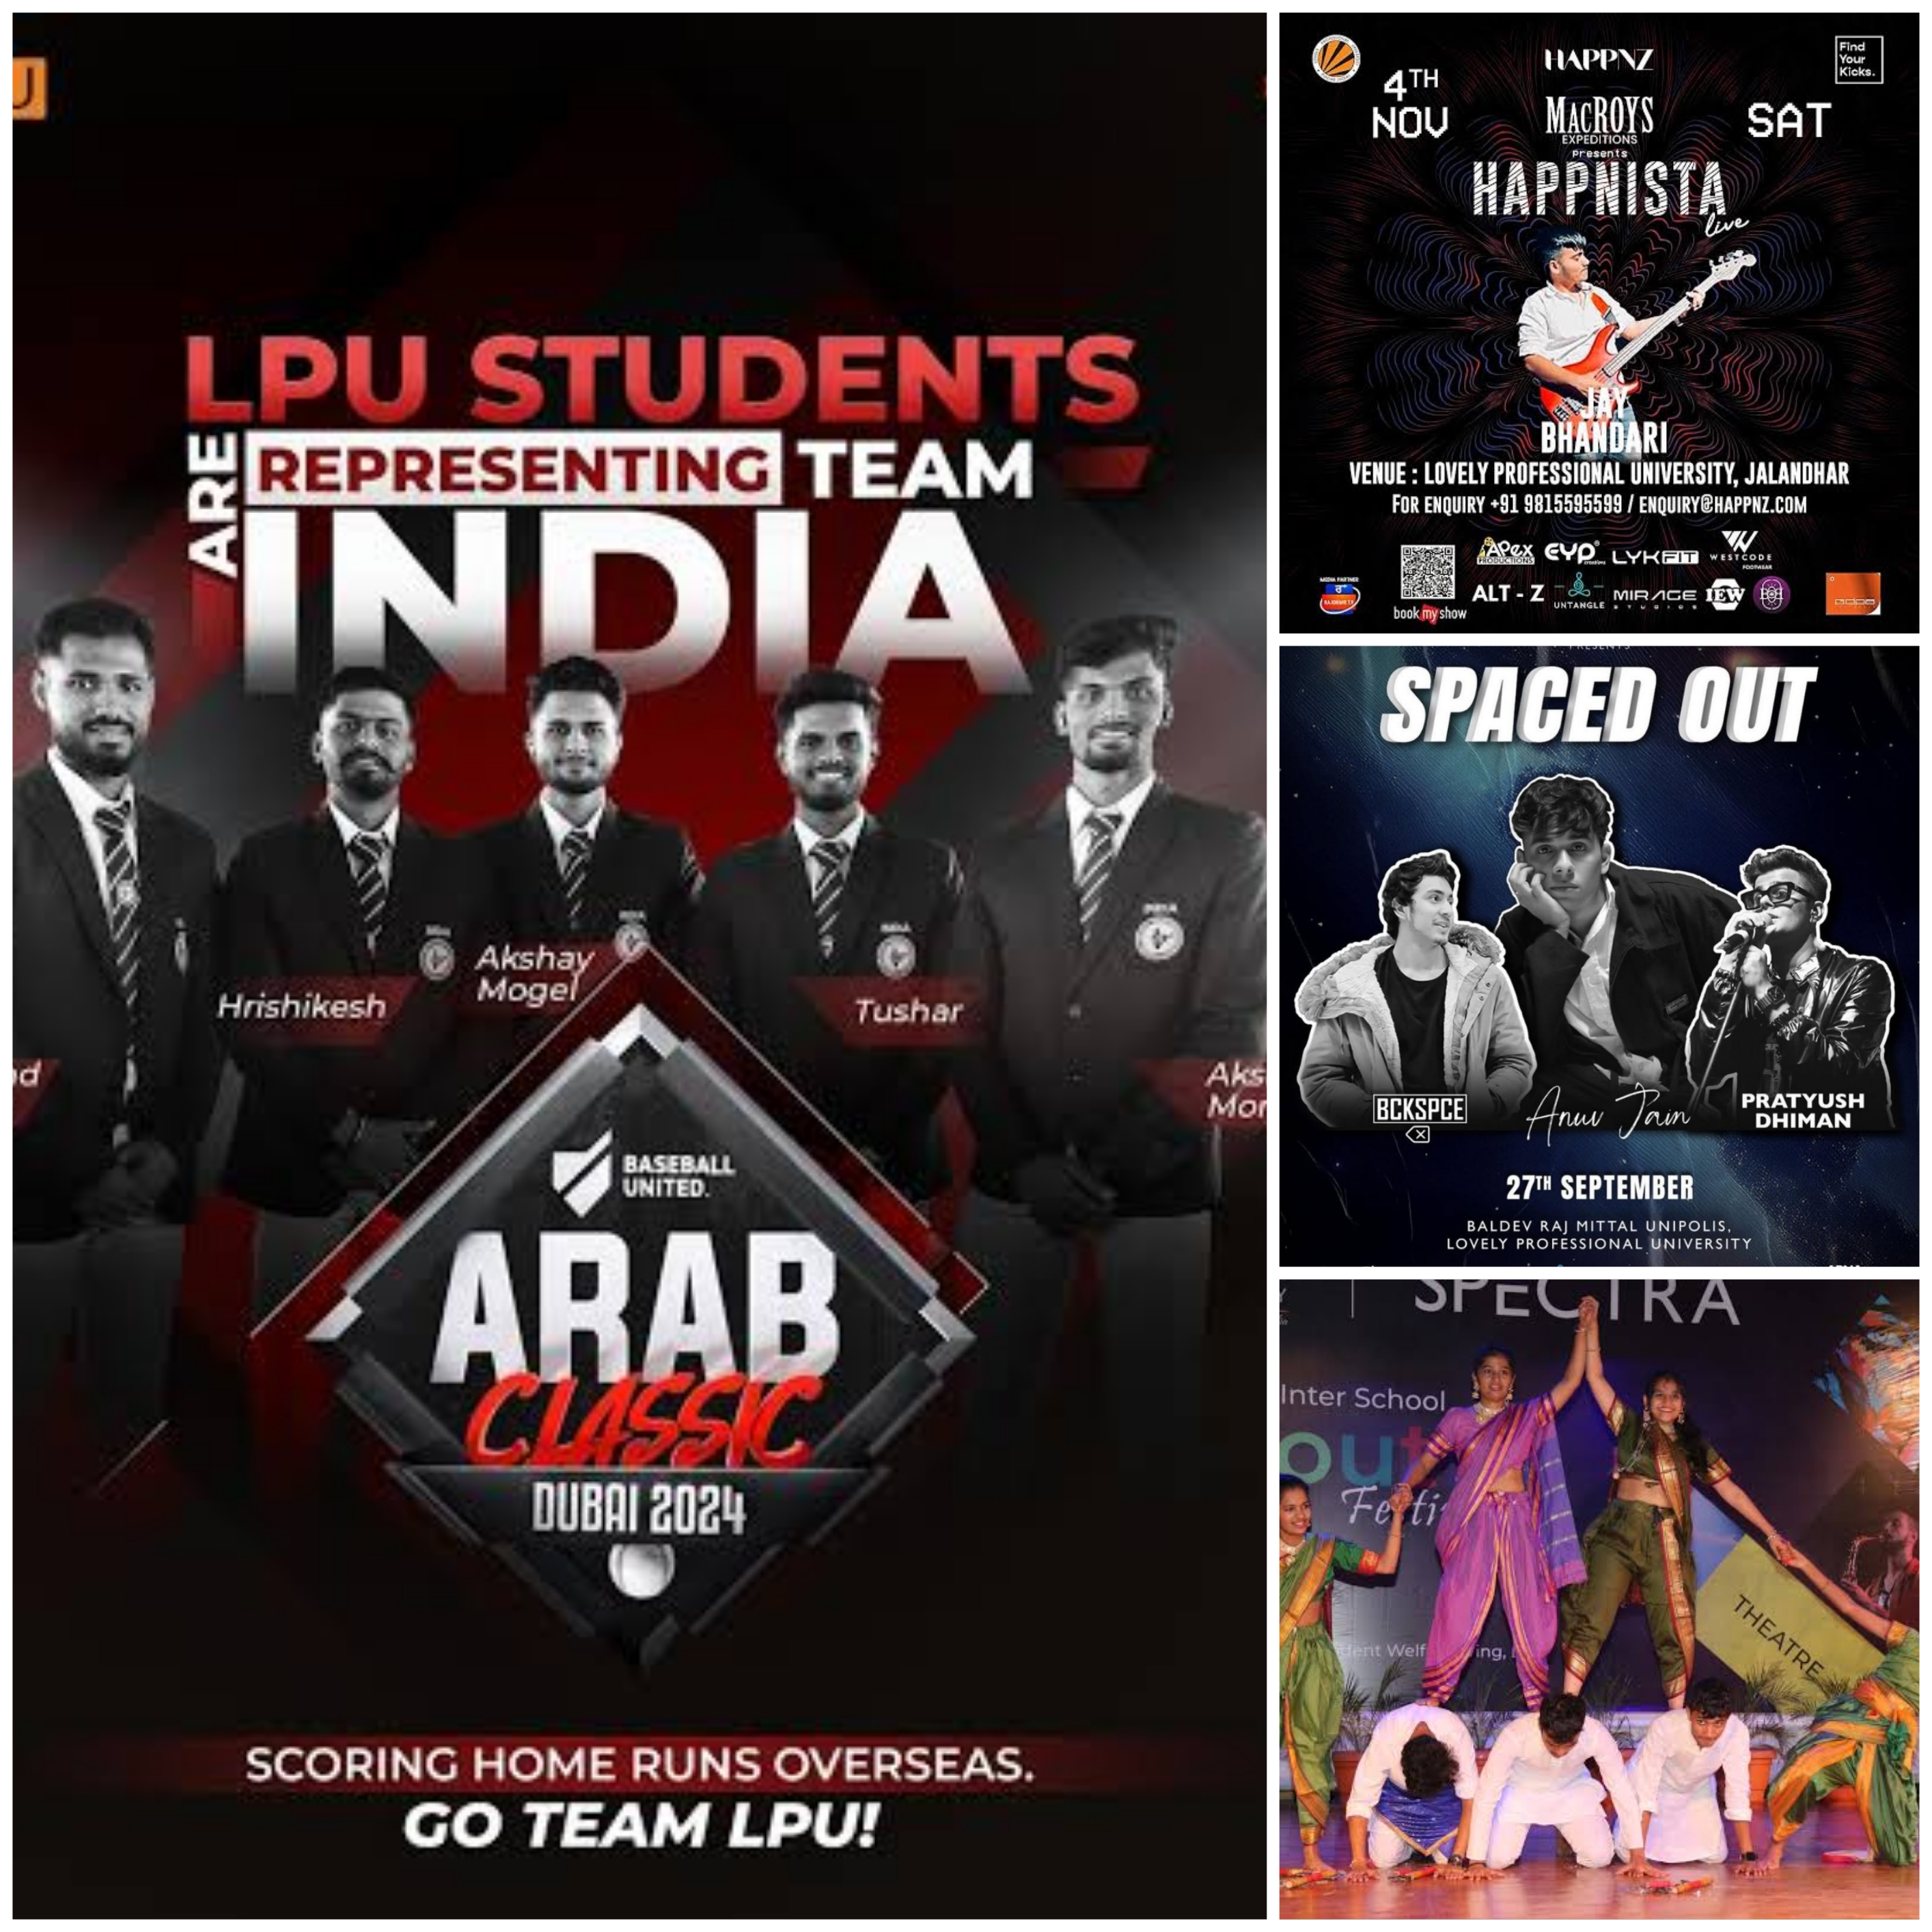 LPU STUDENTS
ARE REPRESENTING TEAM
INDIA
Hrishikesh
Akshay
Mogel
Tushar
BASEBALL
UNITED.
ARAB
CLASSIC
DUBAI 2024
SCORING HOME RUNS OVERSEAS.
GO TEAM LPU!
4TH
NOV
HAPPNZ
MACROYS
EXPEDITIONS
Presents
SAT
Find
Your
Kicks.
HAPPNISTA
live
JAY
BHANDARI
VENUE : LOVELY PROFESSIONAL UNIVERSITY, JALANDHAR
FOR ENQUIRY +91 9815595599 / ENQUIRY@HAPPNZ.COM
APEX
PRODUCTIONS
EYP
LYKFIT
WESTCODE
FOOTWEAR
MEDIA PARTNER
book my show
ALT - Z
UNTANGLE
MIRAGE
STUDIOS
IEW
SPACED OUT
BCKSPCE
Anuv Jain
PRATYUSH
DHIMAN
27TH SEPTEMBER
BALDEV RAJ MITTAL UNIPOLIS,
LOVELY PROFESSIONAL UNIVERSITY
SPECTRA
Inter School
THEATRE